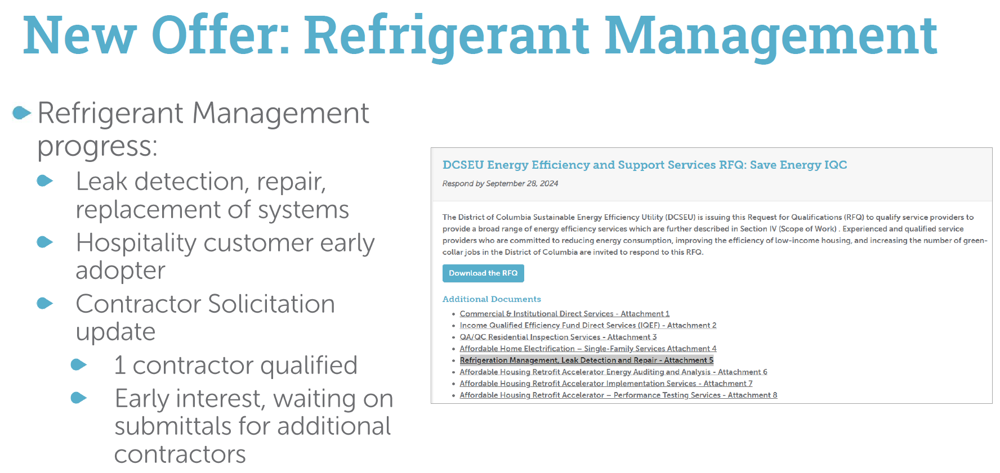 New Offer: Refrigerant Management
Refrigerant Management
progress:
Leak detection, repair,
replacement of systems
Hospitality customer early
adopter
Contractor Solicitation
update
1 contractor qualified
Early interest, waiting on
submittals for additional
contractors
DCSEU Energy Efficiency and Support Services RFQ: Save Energy IQC
Respond by September 28, 2024
The District of Columbia Sustainable Energy Efficiency Utility (DCSEU) is issuing this Request for Qualifications (RFQ) to qualify service providers to
provide a broad range of energy efficiency services which are further described in Section IV (Scope of Work) . Experienced and qualified service
providers who are committed to reducing energy consumption, improving the efficiency of low-income housing, and increasing the number of green-
collar jobs in the District of Columbia are invited to respond to this RFQ.
Download the RFQ
Additional Documents
Commercial & Institutional Direct Services - Attachment 1
Income Qualified Efficiency Fund Direct Services (IQEF) - Attachment 2
QA/QC Residential Inspection Services - Attachment 3
Affordable Home Electrification – Single-Family Services Attachment 4
Refrigeration Management, Leak Detection and Repair - Attachment 5
Affordable Housing Retrofit Accelerator Energy Auditing and Analysis - Attachment 6
Affordable Housing Retrofit Accelerator Implementation Services - Attachment 7
Affordable Housing Retrofit Accelerator – Performance Testing Services - Attachment 8